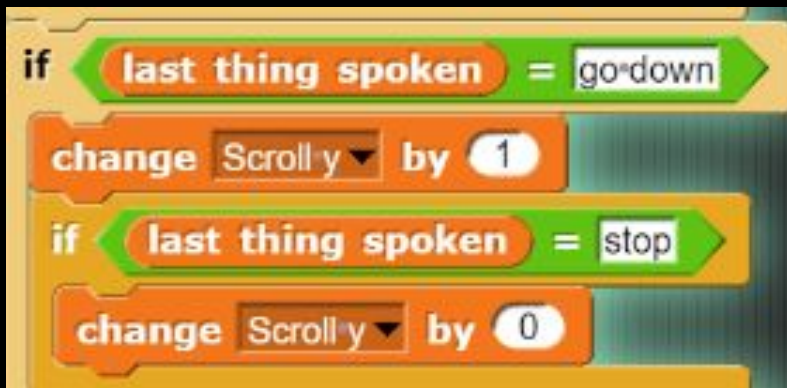 if last thing spoken = go down
change Scroll y by 1
if last thing spoken = stop
change Scroll y by 0